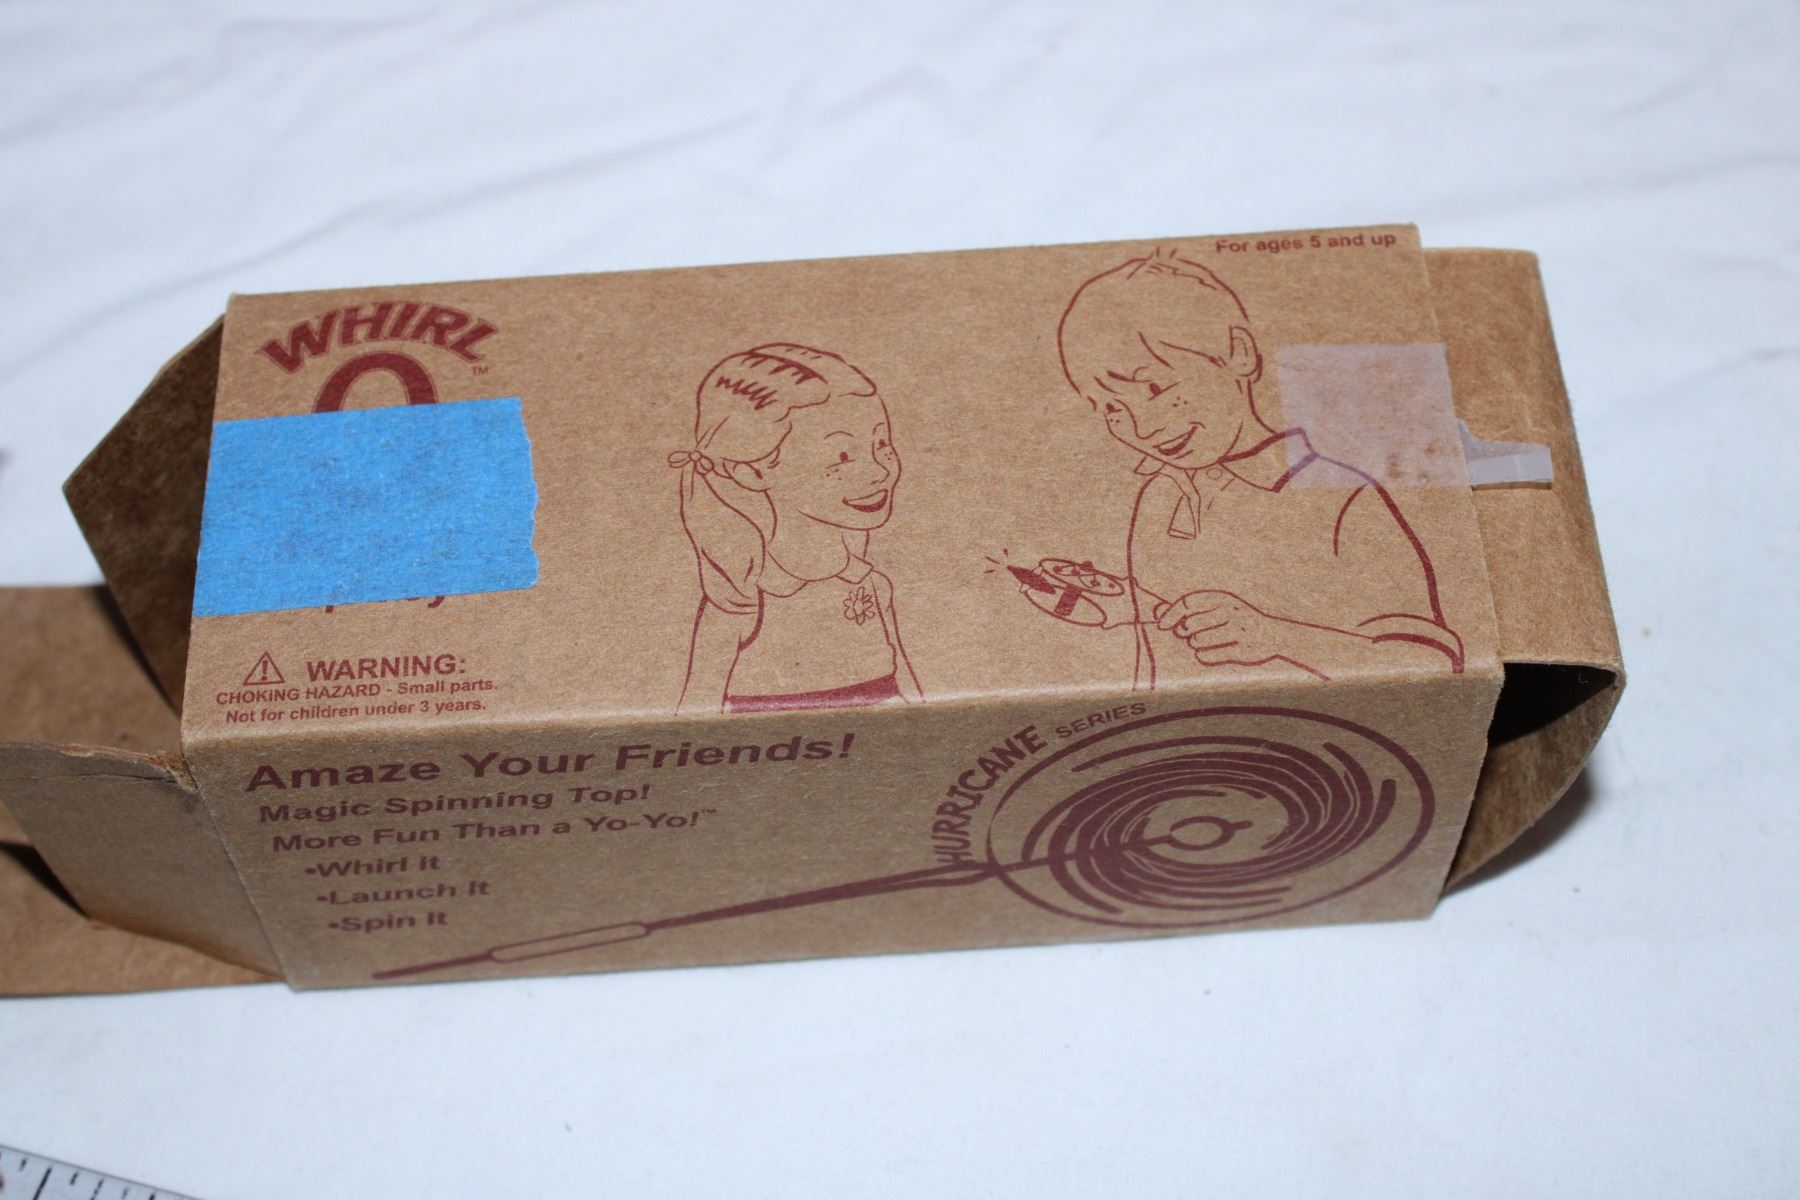 For ages 5 and up
WHIRL
O
™
WARNING:
CHOKING HAZARD - Small parts.
Not for children under 3 years.
Amaze Your Friends!
Magic Spinning Top!
More Fun Than a Yo-Yo!™
•Whirl It
•Launch It
•Spin It
HURRICANE SERIES